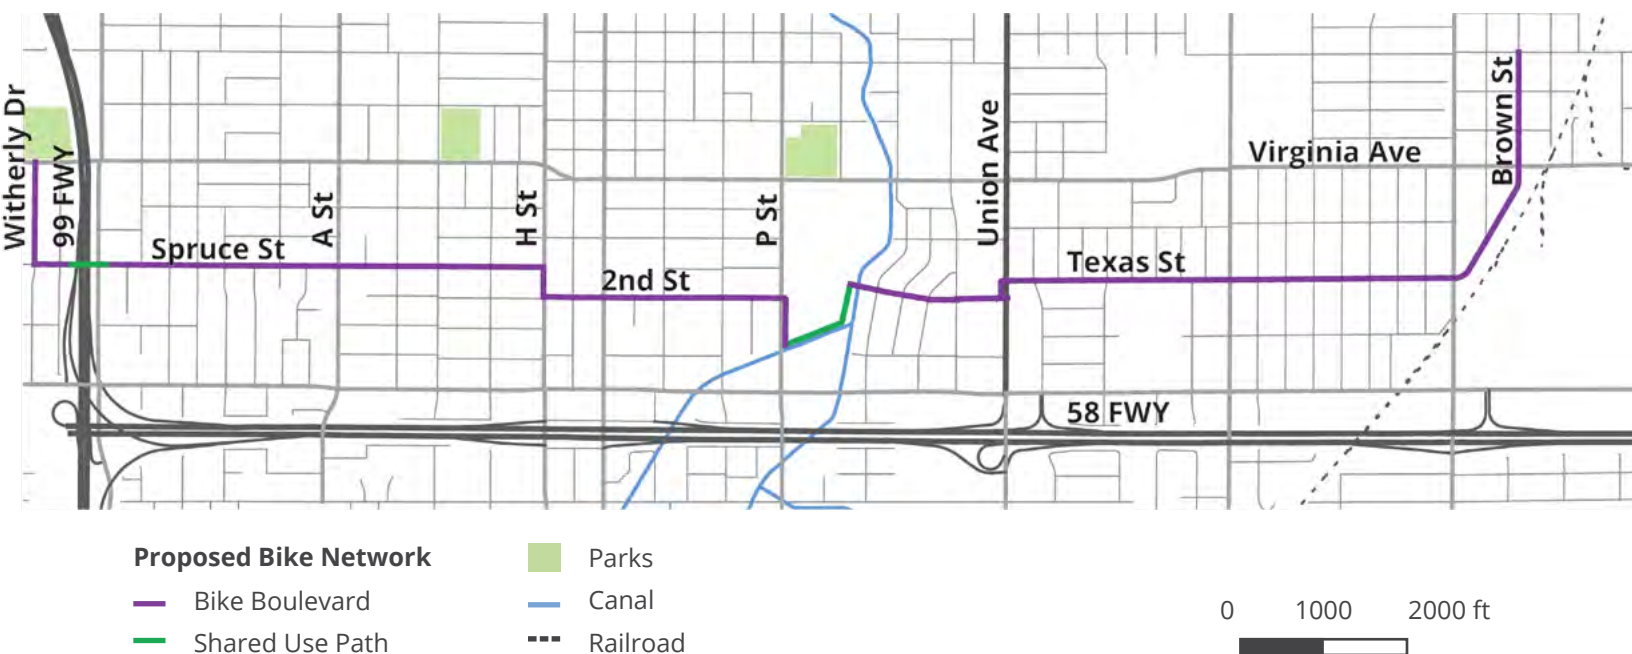 Witherly Dr
99 FWY
Spruce St
A St
H St
2nd St
P St
Union Ave
Texas St
Virginia Ave
Brown St
58 FWY
Proposed Bike Network
Bike Boulevard
Shared Use Path
Parks
Canal
Railroad
0 1000 2000 ft